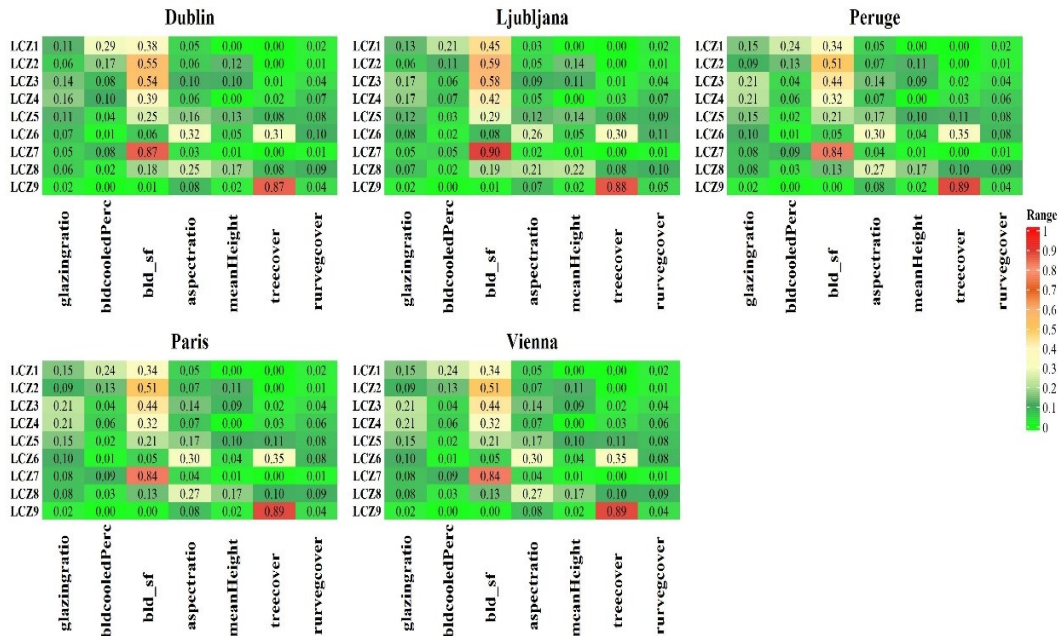 Dublin
LCZ1 0.11 0.29 0.38 0.05 0.00 0.00 0.02
LCZ2 0.06 0.17 0.55 0.06 0.12 0.00 0.01
LCZ3 0.14 0.08 0.54 0.10 0.10 0.01 0.04
LCZ4 0.16 0.10 0.39 0.06 0.00 0.02 0.07
LCZ5 0.11 0.04 0.25 0.16 0.13 0.08 0.08
LCZ6 0.07 0.01 0.06 0.32 0.05 0.31 0.10
LCZ7 0.05 0.08 0.87 0.03 0.01 0.00 0.01
LCZ8 0.06 0.02 0.18 0.25 0.17 0.08 0.09
LCZ9 0.02 0.00 0.01 0.08 0.02 0.87 0.04
glazingratio
bldcooledPerc
bld_sf
aspectratio
meanHeight
treecover
rurvegcover
Ljubljana
LCZ1 0.13 0.21 0.45 0.03 0.00 0.00 0.02
LCZ2 0.06 0.11 0.59 0.05 0.14 0.00 0.01
LCZ3 0.17 0.06 0.58 0.09 0.11 0.01 0.04
LCZ4 0.17 0.07 0.42 0.05 0.00 0.03 0.07
LCZ5 0.12 0.03 0.29 0.12 0.14 0.08 0.09
LCZ6 0.08 0.02 0.08 0.26 0.05 0.30 0.11
LCZ7 0.05 0.05 0.90 0.02 0.01 0.00 0.01
LCZ8 0.07 0.02 0.19 0.21 0.22 0.08 0.09
LCZ9 0.02 0.00 0.01 0.07 0.02 0.88 0.05
glazingratio
bldcooledPerc
bld_sf
aspectratio
meanHeight
treecover
rurvegcover
Peruge
LCZ1 0.15 0.24 0.34 0.05 0.00 0.00 0.02
LCZ2 0.09 0.13 0.51 0.07 0.11 0.00 0.01
LCZ3 0.21 0.04 0.44 0.14 0.09 0.02 0.04
LCZ4 0.21 0.06 0.32 0.07 0.00 0.03 0.06
LCZ5 0.15 0.02 0.21 0.17 0.10 0.11 0.08
LCZ6 0.10 0.01 0.05 0.30 0.04 0.35 0.08
LCZ7 0.08 0.09 0.84 0.04 0.01 0.00 0.01
LCZ8 0.08 0.03 0.13 0.27 0.17 0.10 0.09
LCZ9 0.02 0.00 0.00 0.08 0.02 0.89 0.04
glazingratio
bldcooledPerc
bld_sf
aspectratio
meanHeight
treecover
rurvegcover
Range
1
0.9
0.8
0.7
0.6
0.5
0.4
0.3
0.2
0.1
0
Paris
LCZ1 0.15 0.24 0.34 0.05 0.00 0.00 0.02
LCZ2 0.09 0.13 0.51 0.07 0.11 0.00 0.01
LCZ3 0.21 0.04 0.44 0.14 0.09 0.02 0.04
LCZ4 0.21 0.06 0.32 0.07 0.00 0.03 0.06
LCZ5 0.15 0.02 0.21 0.17 0.10 0.11 0.08
LCZ6 0.10 0.01 0.05 0.30 0.04 0.35 0.08
LCZ7 0.08 0.09 0.84 0.04 0.01 0.00 0.01
LCZ8 0.08 0.03 0.13 0.27 0.17 0.10 0.09
LCZ9 0.02 0.00 0.00 0.08 0.02 0.89 0.04
glazingratio
bldcooledPerc
bld_sf
aspectratio
meanHeight
treecover
rurvegcover
Vienna
LCZ1 0.15 0.24 0.34 0.05 0.00 0.00 0.02
LCZ2 0.09 0.13 0.51 0.07 0.11 0.00 0.01
LCZ3 0.21 0.04 0.44 0.14 0.09 0.02 0.04
LCZ4 0.21 0.06 0.32 0.07 0.00 0.03 0.06
LCZ5 0.15 0.02 0.21 0.17 0.10 0.11 0.08
LCZ6 0.10 0.01 0.05 0.30 0.04 0.35 0.08
LCZ7 0.08 0.09 0.84 0.04 0.01 0.00 0.01
LCZ8 0.08 0.03 0.13 0.27 0.17 0.10 0.09
LCZ9 0.02 0.00 0.00 0.08 0.02 0.89 0.04
glazingratio
bldcooledPerc
bld_sf
aspectratio
meanHeight
treecover
rurvegcover